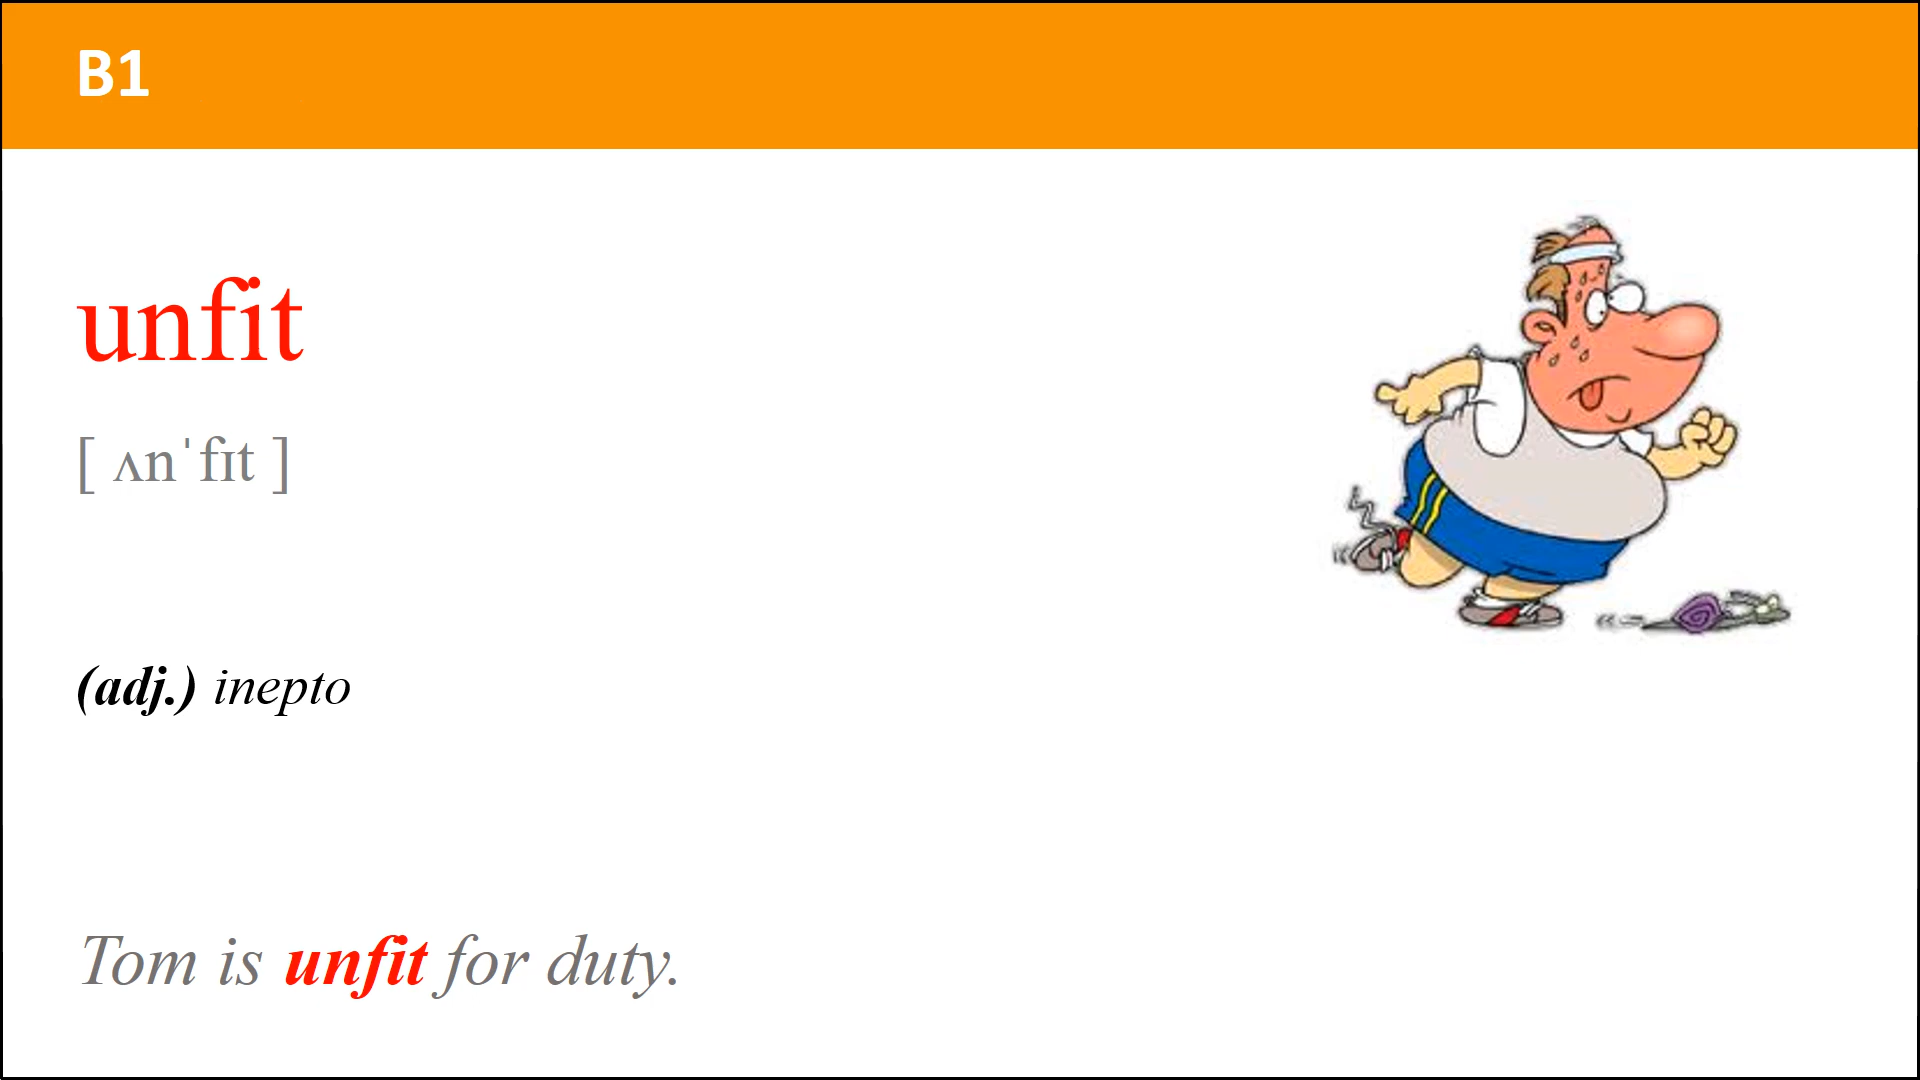 B1
unfit
[ ʌnˈfɪt ]
(adj.) inepto
Tom is unfit for duty.